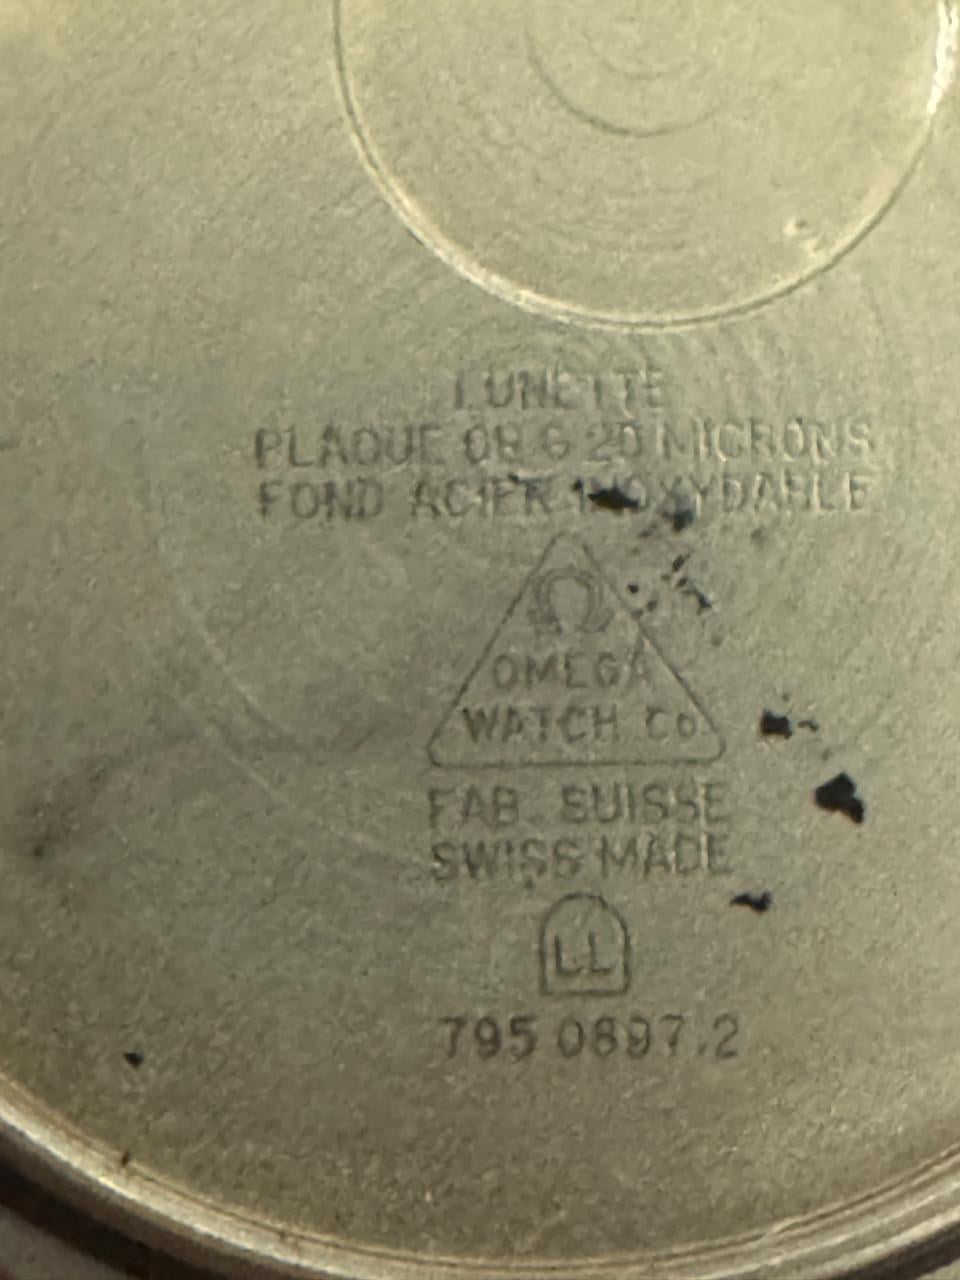 LUNETTE
PLAQUE OR G 20 MICRONS
FOND ACIER INOXYDABLE
Ω
OMEGA
WATCH Co
FAB. SUISSE
SWISS MADE
LL
795 0897.2